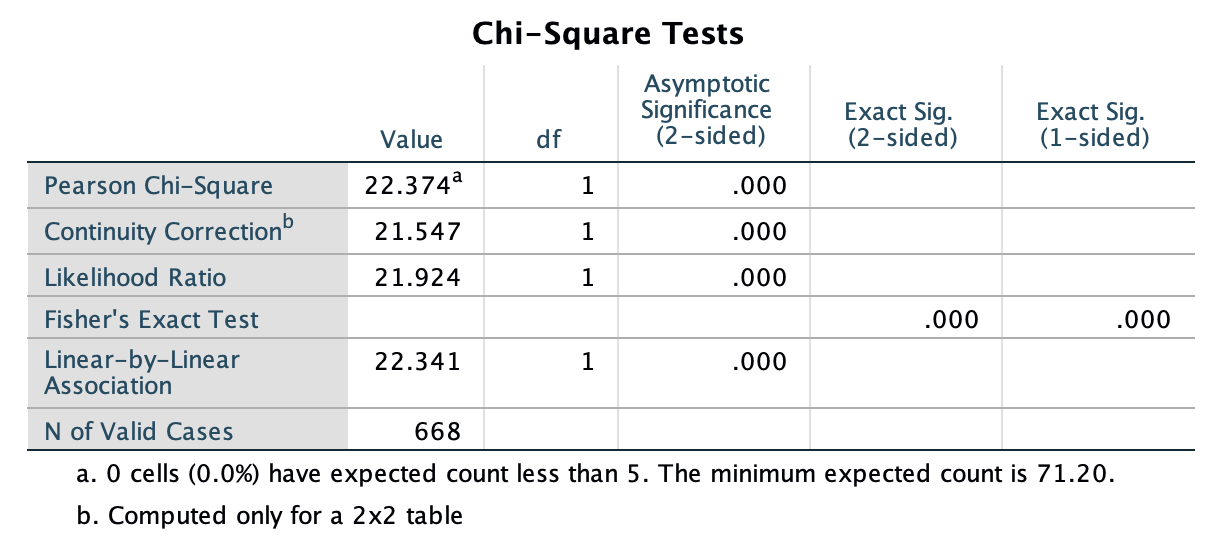 Chi-Square Tests
Value df Asymptotic Significance (2-sided) Exact Sig. (2-sided) Exact Sig. (1-sided)
Pearson Chi-Square 22.374a 1 .000
Continuity Correctionb 21.547 1 .000
Likelihood Ratio 21.924 1 .000
Fisher's Exact Test .000 .000
Linear-by-Linear Association 22.341 1 .000
N of Valid Cases 668
a. 0 cells (0.0%) have expected count less than 5. The minimum expected count is 71.20.
b. Computed only for a 2x2 table